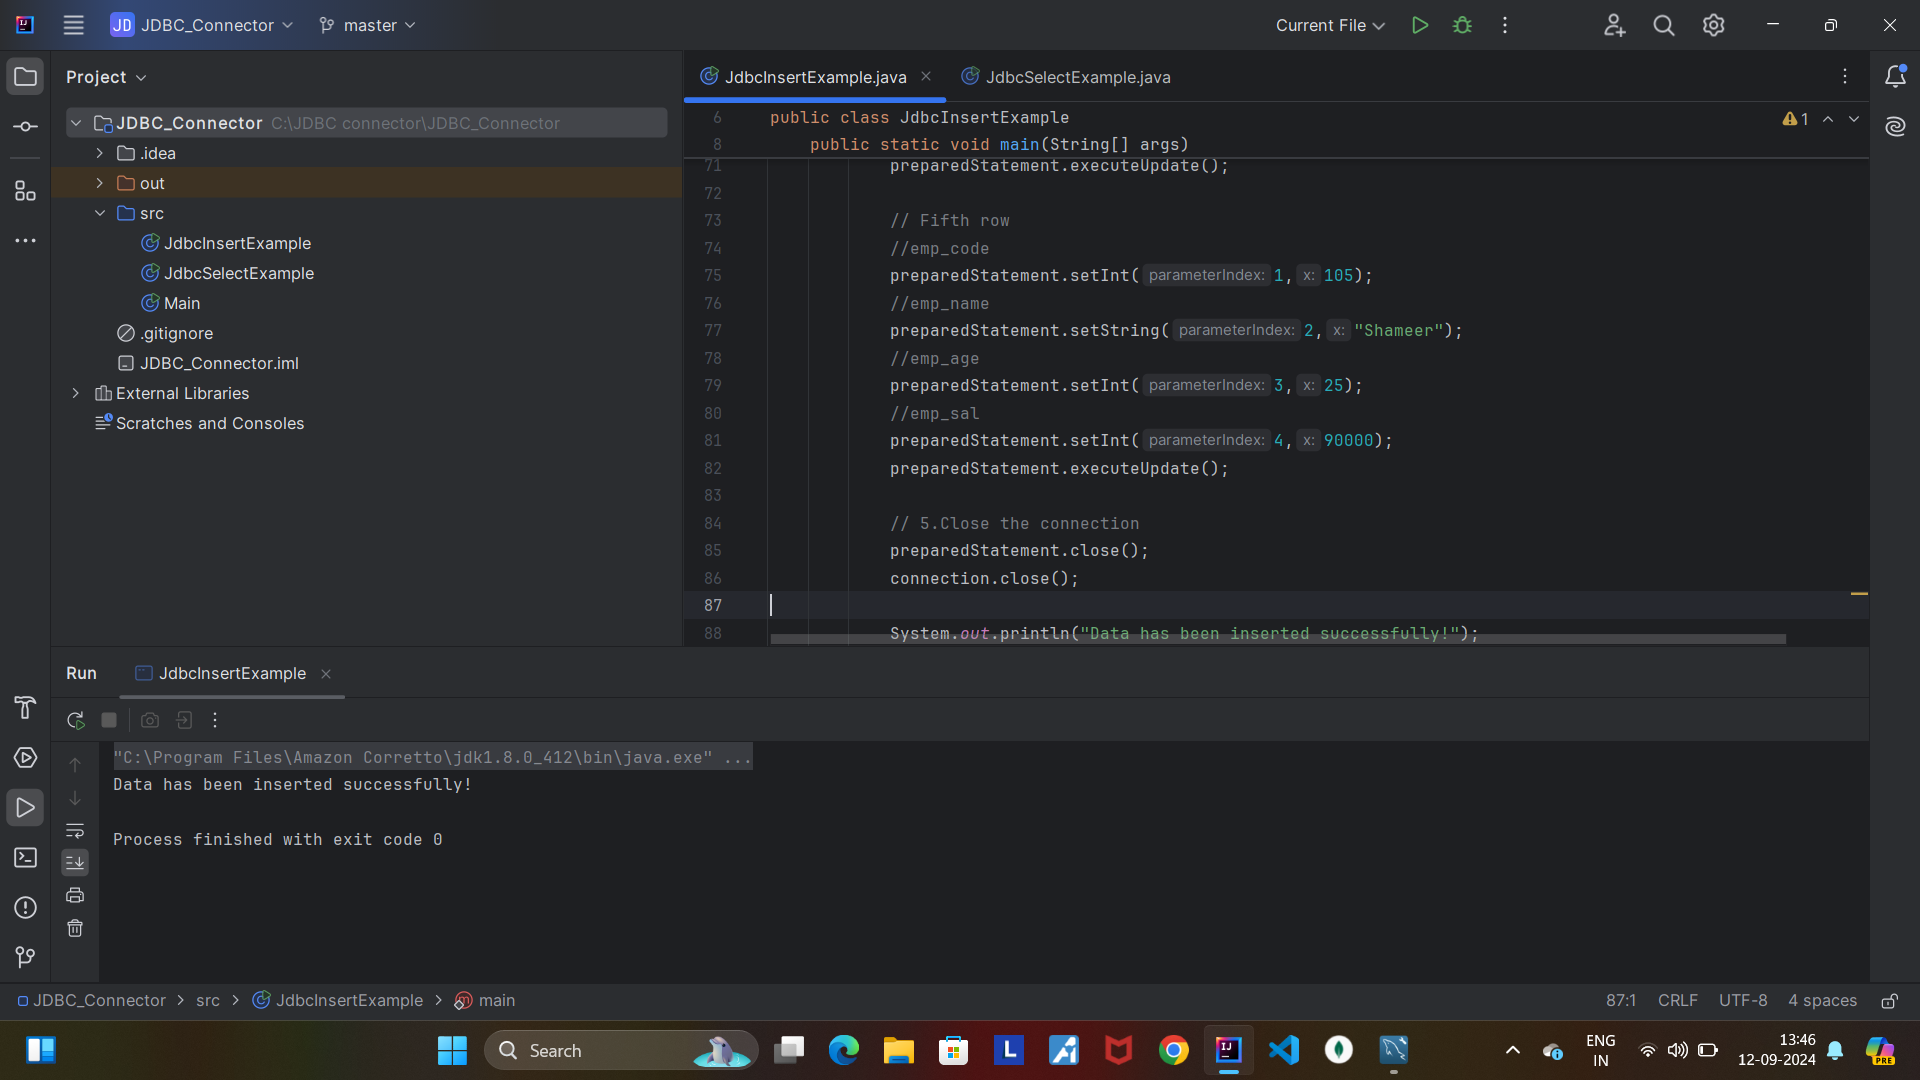 JD JDBC_Connector master Current File
Project
JdbcInsertExample.java
JdbcSelectExample.java
JDBC_Connector C:\JDBC connector\JDBC_Connector
.idea
out
src
JdbcInsertExample
JdbcSelectExample
Main
.gitignore
JDBC_Connector.iml
External Libraries
Scratches and Consoles
6 public class JdbcInsertExample
1
8 public static void main(String[] args)
71 preparedStatement.executeUpdate();
72
73 // Fifth row
74 //emp_code
75 preparedStatement.setInt( parameterIndex: 1, x: 105);
76 //emp_name
77 preparedStatement.setString( parameterIndex: 2, x: "Shameer");
78 //emp_age
79 preparedStatement.setInt( parameterIndex: 3, x: 25);
80 //emp_sal
81 preparedStatement.setInt( parameterIndex: 4, x: 90000);
82 preparedStatement.executeUpdate();
83
84 // 5.Close the connection
85 preparedStatement.close();
86 connection.close();
87
88 System.out.println("Data has been inserted successfully!");
Run JdbcInsertExample
"C:\Program Files\Amazon Corretto\jdk1.8.0_412\bin\java.exe" ...
Data has been inserted successfully!
Process finished with exit code 0
JDBC_Connector > src > JdbcInsertExample > main
87:1 CRLF UTF-8 4 spaces
Search
L
IJ
ENG
IN
13:46
12-09-2024
PRE